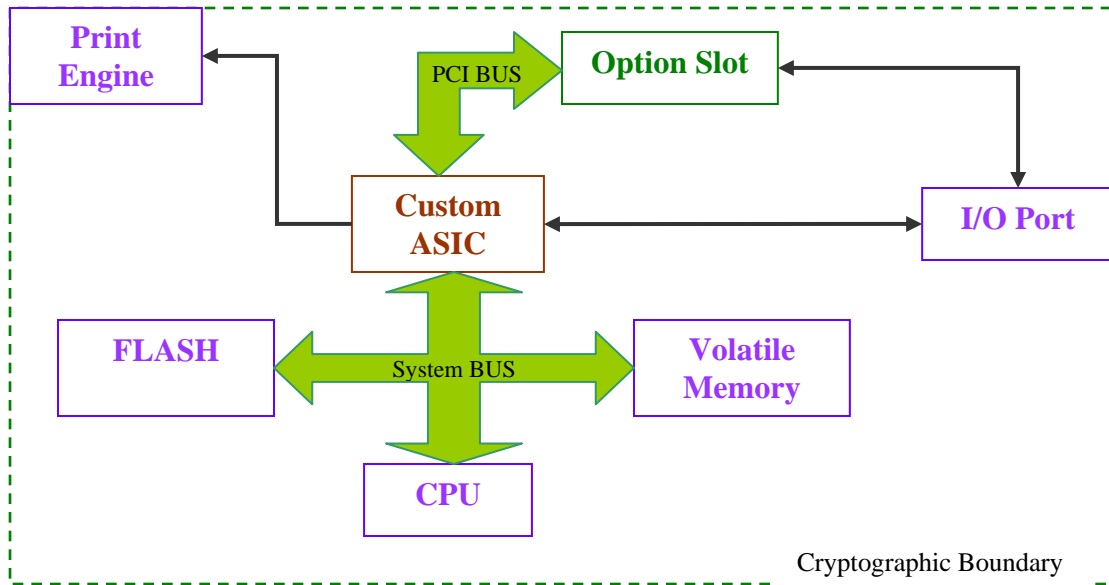 Print
Engine
PCI BUS
Option Slot
Custom
ASIC
I/O Port
FLASH
System BUS
Volatile
Memory
CPU
Cryptographic Boundary